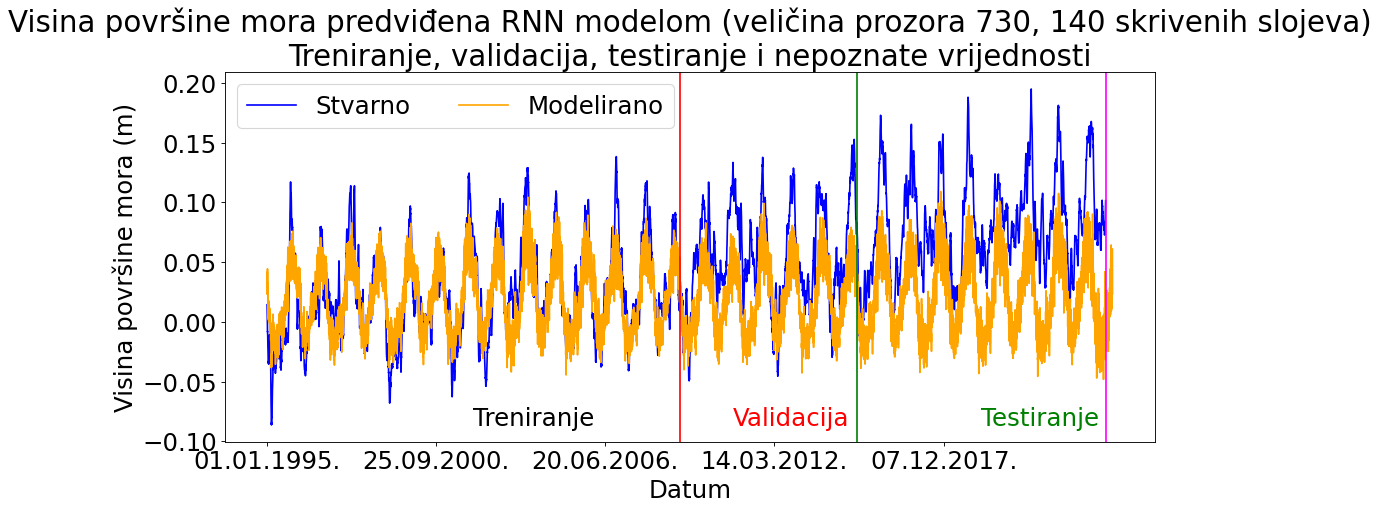 Visina površine mora predviđena RNN modelom (veličina prozora 730, 140 skrivenih slojeva)
Treniranje, validacija, testiranje i nepoznate vrijednosti
Stvarno
Modelirano
Visina površine mora (m)
0.20
0.15
0.10
0.05
0.00
−0.05
−0.10
Treniranje
Validacija
Testiranje
01.01.1995.
25.09.2000.
20.06.2006.
14.03.2012.
07.12.2017.
Datum